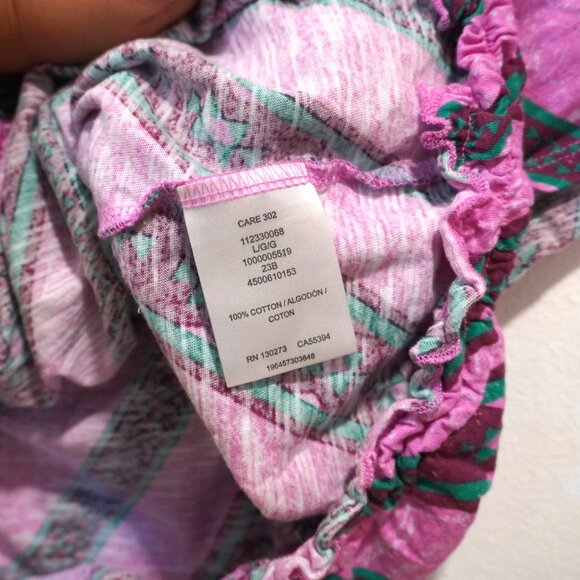 CARE 302
112330068
L/G/G
1000005519
23B
4500610153
100% COTTON / ALGODÓN /
COTON
RN 130273 CA55394
196457303648